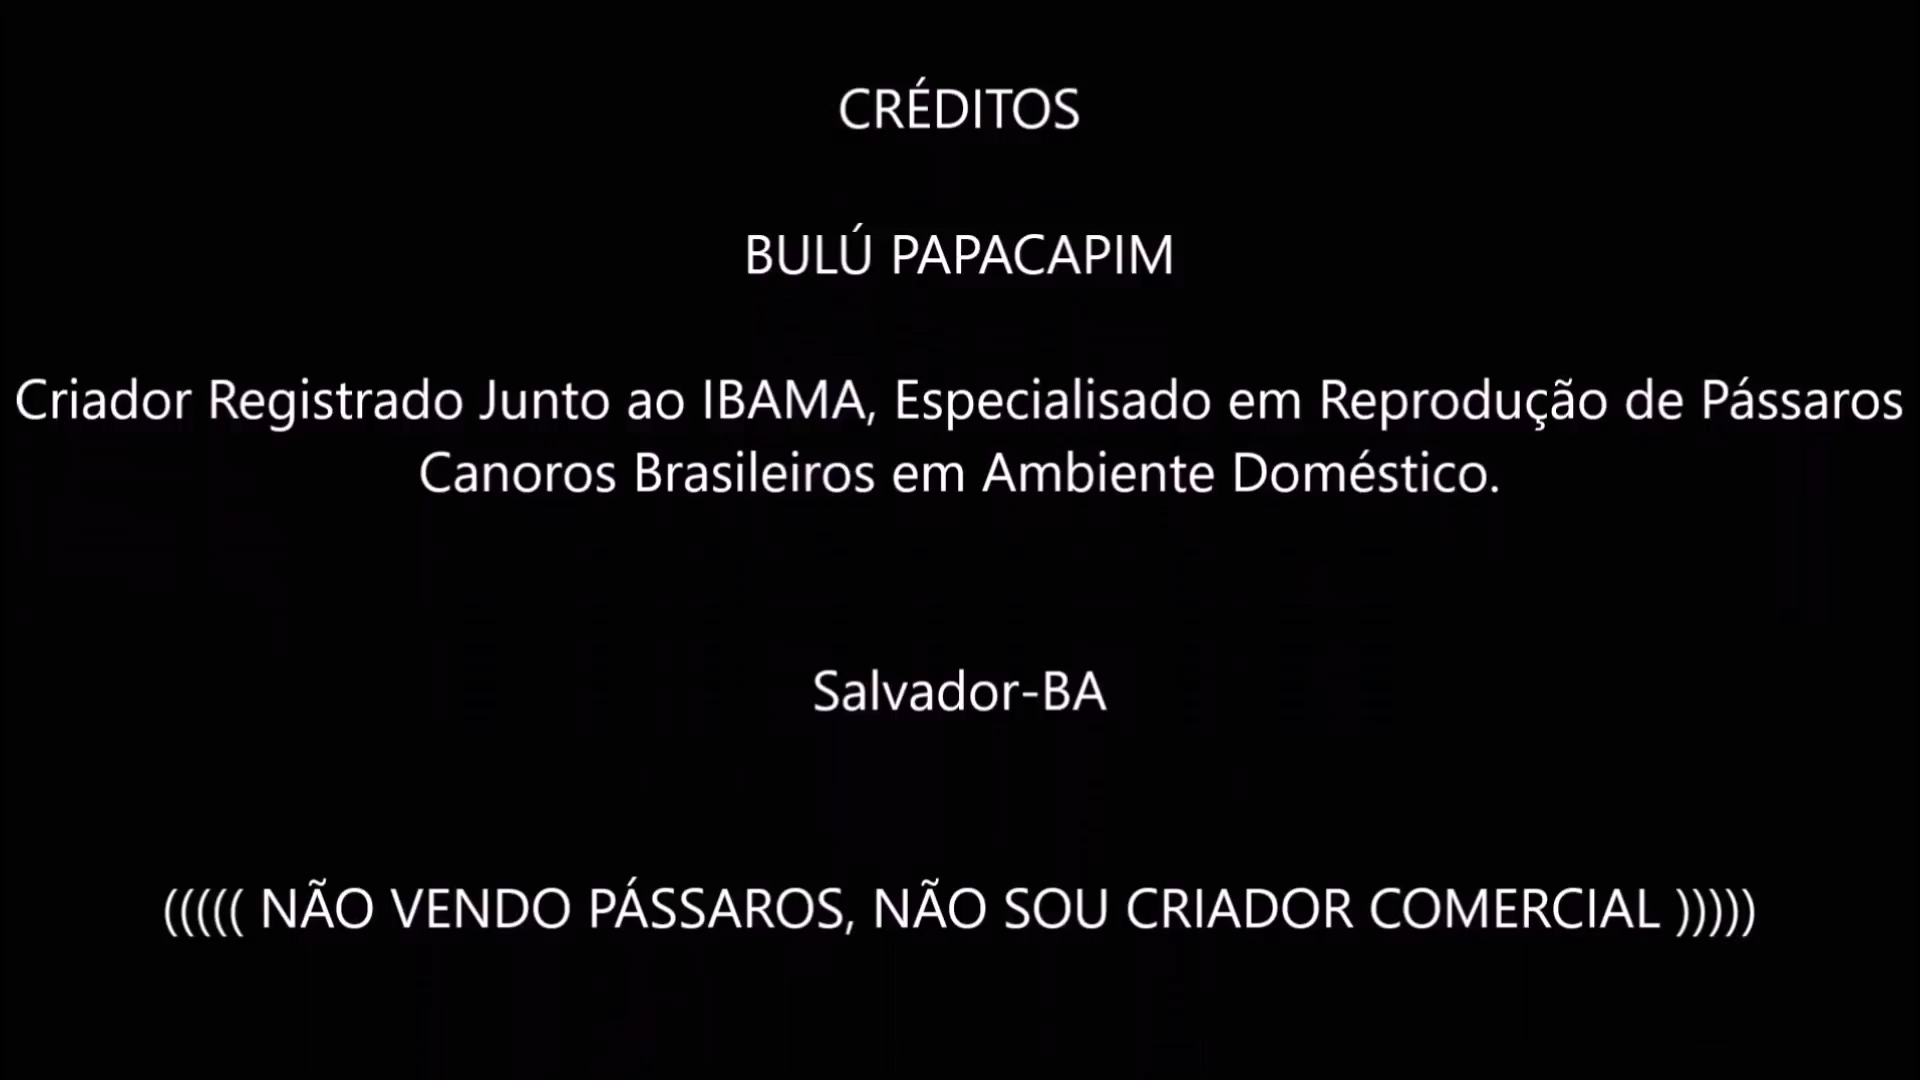 CRÉDITOS
BULÚ PAPACAPIM
Criador Registrado Junto ao IBAMA, Especialisado em Reprodução de Pássaros
Canoros Brasileiros em Ambiente Doméstico.
Salvador-BA
((((( NÃO VENDO PÁSSAROS, NÃO SOU CRIADOR COMERCIAL )))))